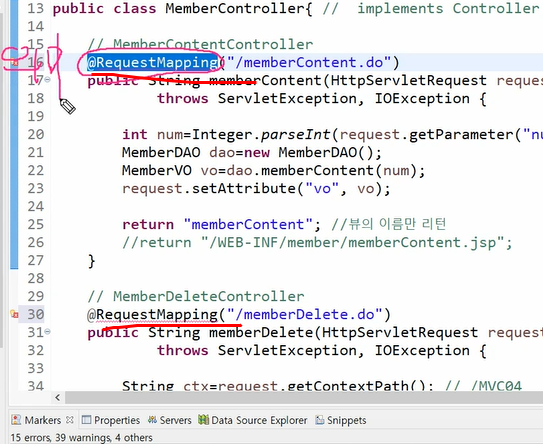 13 public class MemberController{ // implements Controller
14
15 // MemberContentController
16 @RequestMapping("/memberContent.do")
17 public String memberContent(HttpServletRequest reque
18 throws ServletException, IOException {
19
20 int num=Integer.parseInt(request.getParameter("nu
21 MemberDAO dao=new MemberDAO();
22 MemberVO vo=dao.memberContent(num);
23 request.setAttribute("vo", vo);
24
25 return "memberContent"; //뷰의 이름만 리턴
26 //return "/WEB-INF/member/memberContent.jsp";
27 }
28
29 // MemberDeleteController
30 @RequestMapping("/memberDelete.do")
31 public String memberDelete(HttpServletRequest request
32 throws ServletException, IOException {
33
34 String ctx=request.getContextPath(); // /MVC04
Markers Properties Servers Data Source Explorer Snippets
15 errors, 39 warnings, 4 others